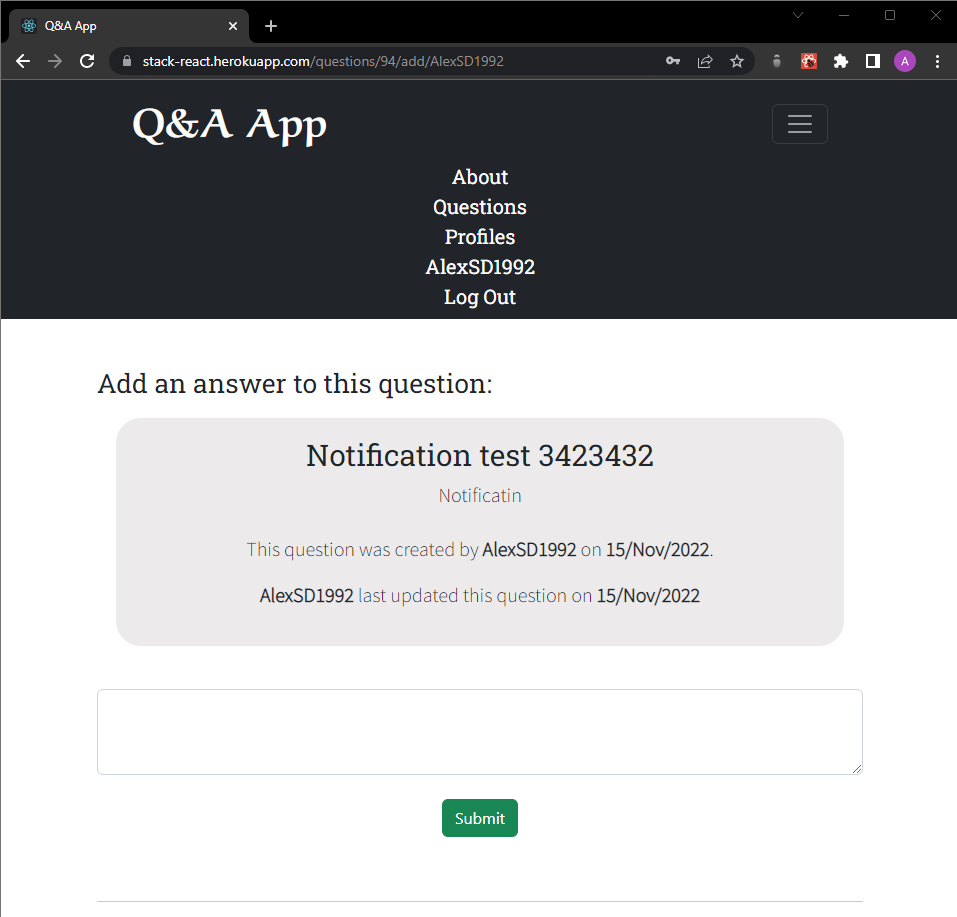 Q&A App
stack-react.herokuapp.com/questions/94/add/AlexSD1992
A
Q&A App
About
Questions
Profiles
AlexSD1992
Log Out
Add an answer to this question:
Notification test 3423432
Notificatin
This question was created by AlexSD1992 on 15/Nov/2022.
AlexSD1992 last updated this question on 15/Nov/2022
Submit